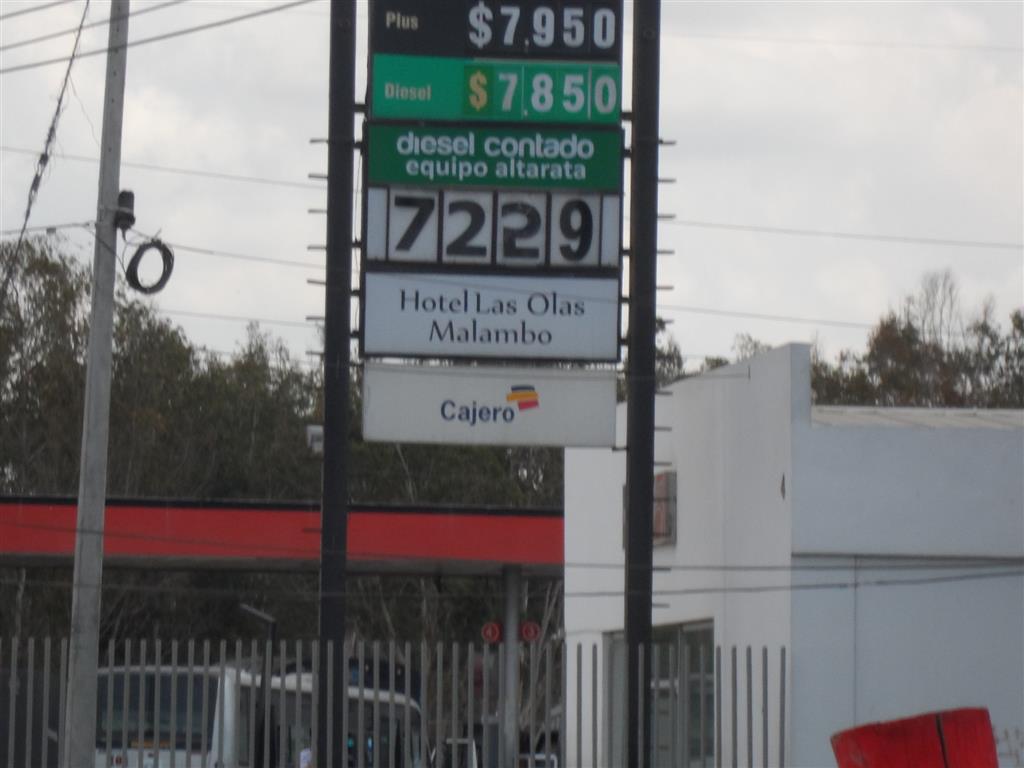 Plus $7.950
Diesel $7.850
diesel contado
equipo altarata
7229
Hotel Las Olas
Malambo
Cajero